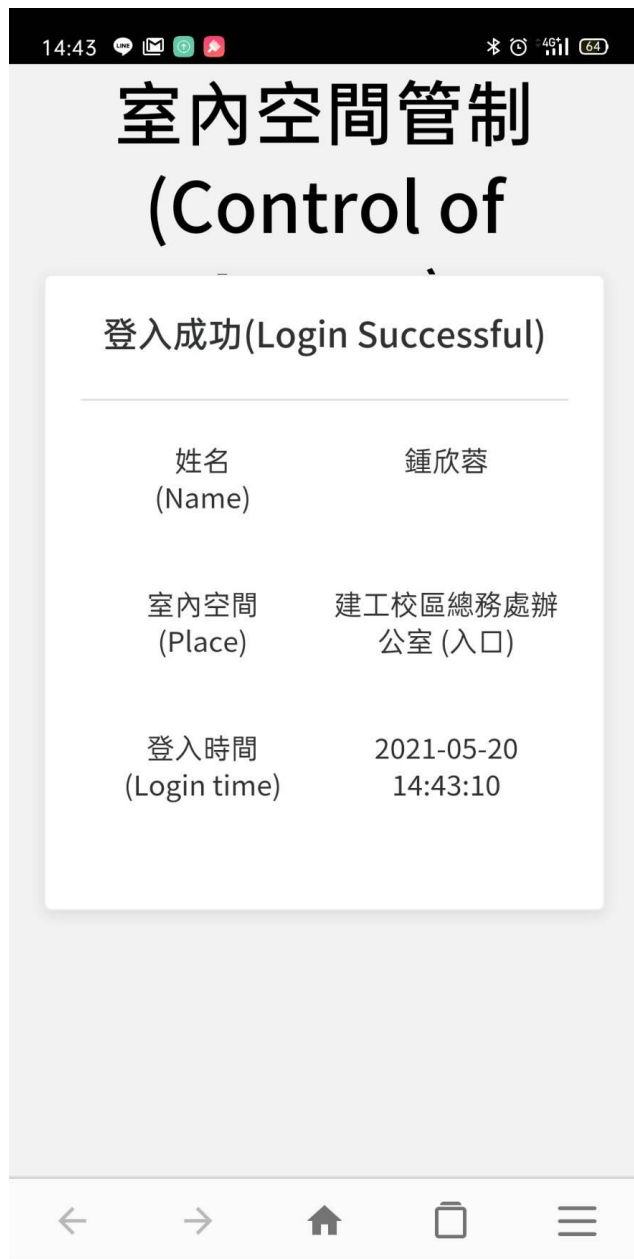 14:43
4G+ 64
室內空間管制
(Control of
登入成功(Login Successful)
姓名 鍾欣蓉
(Name)
室內空間 建工校區總務處辦
(Place) 公室 (入口)
登入時間 2021-05-20
(Login time) 14:43:10